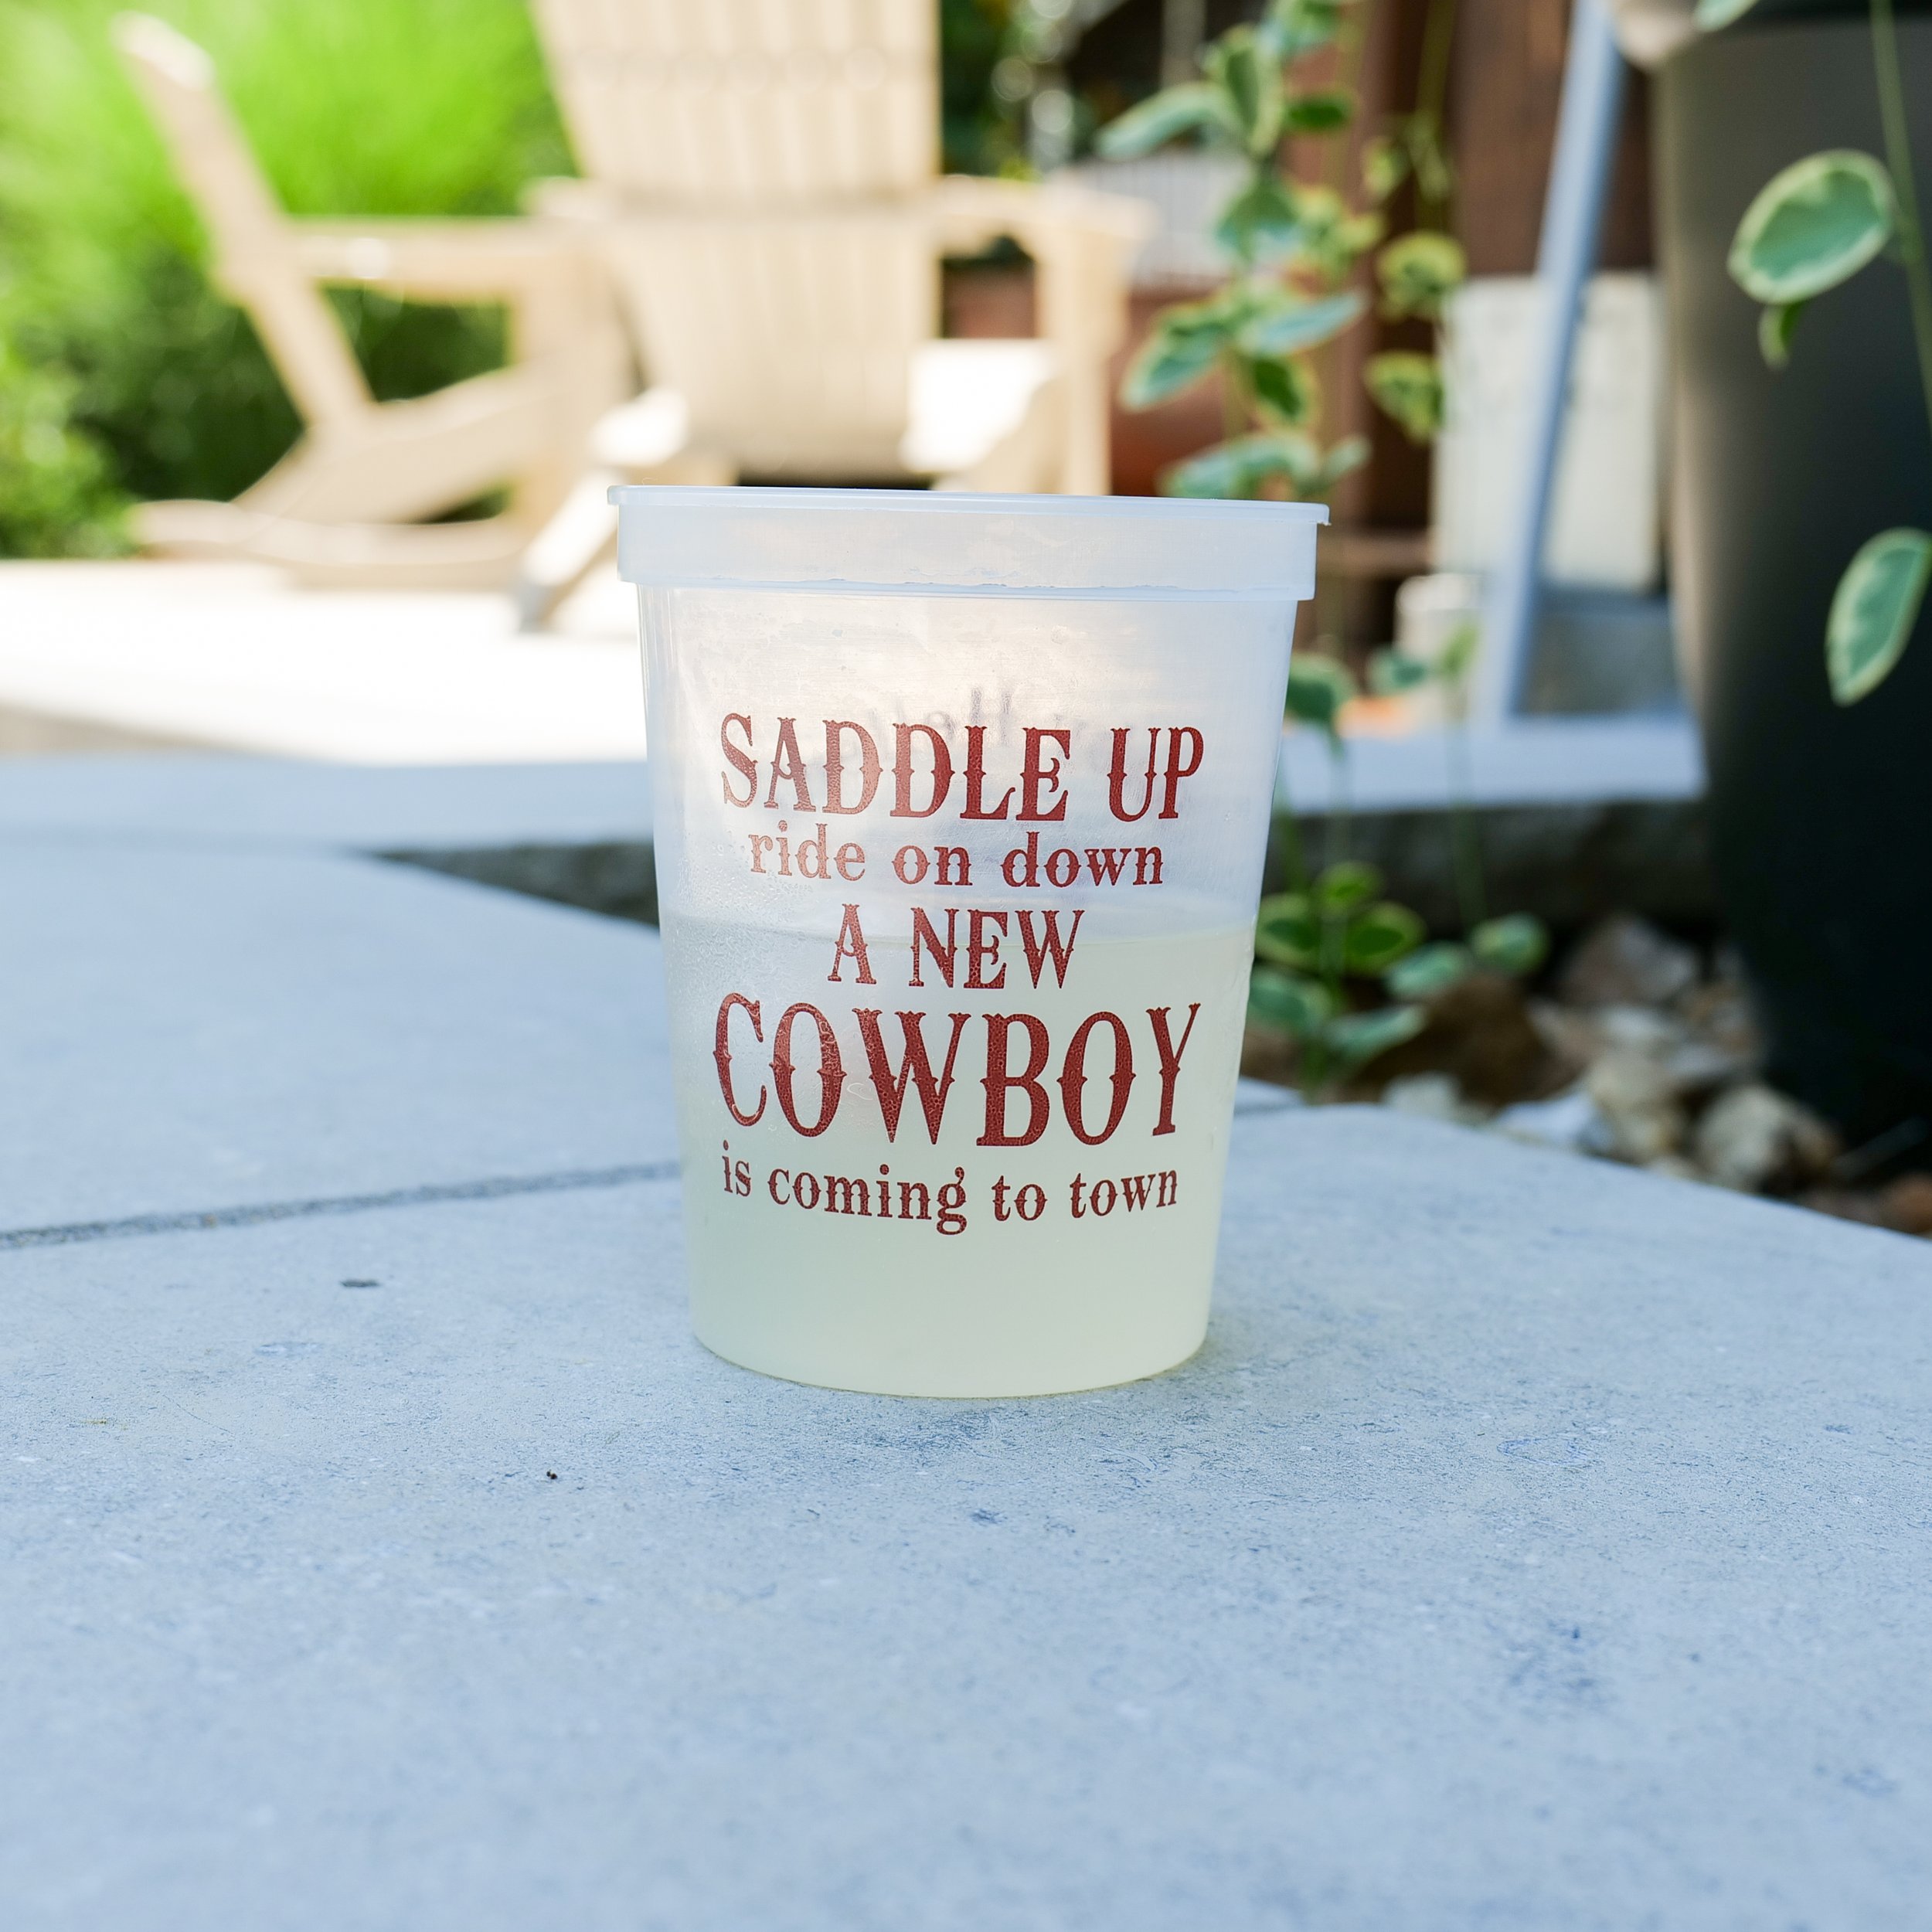 SADDLE UP
ride on down
A NEW
COWBOY
is coming to town